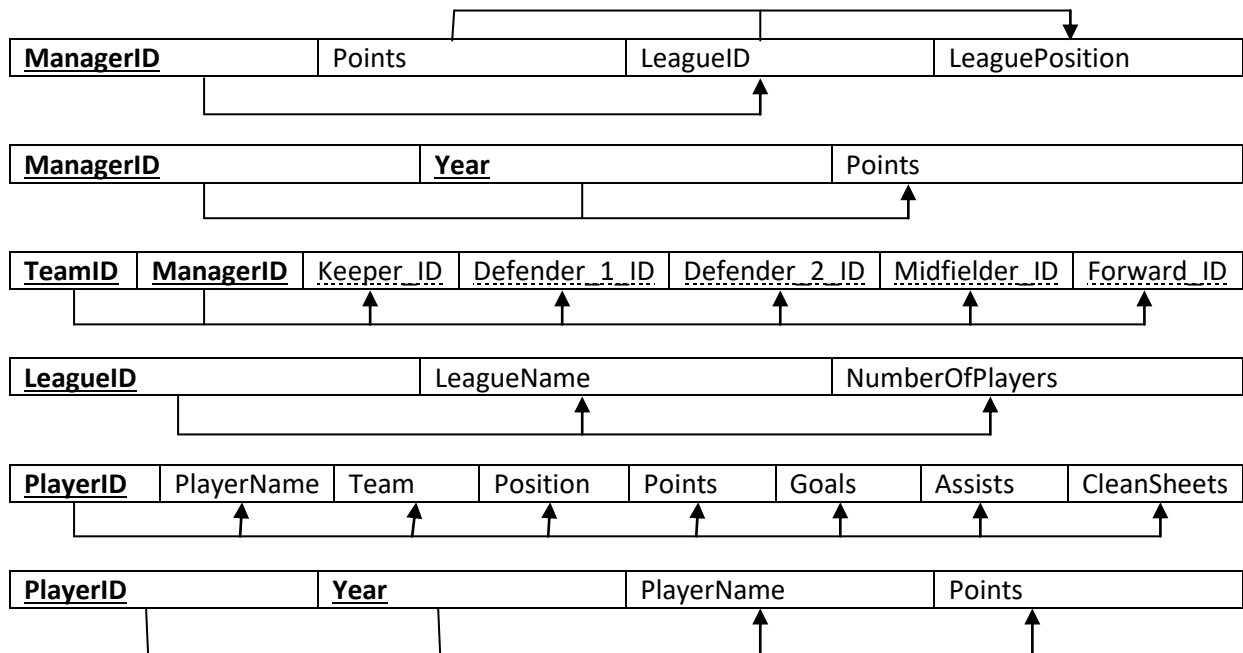 ManagerID Points LeagueID LeaguePosition
ManagerID Year Points
TeamID ManagerID Keeper_ID Defender_1_ID Defender_2_ID Midfielder_ID Forward_ID
LeagueID LeagueName NumberOfPlayers
PlayerID PlayerName Team Position Points Goals Assists CleanSheets
PlayerID Year PlayerName Points